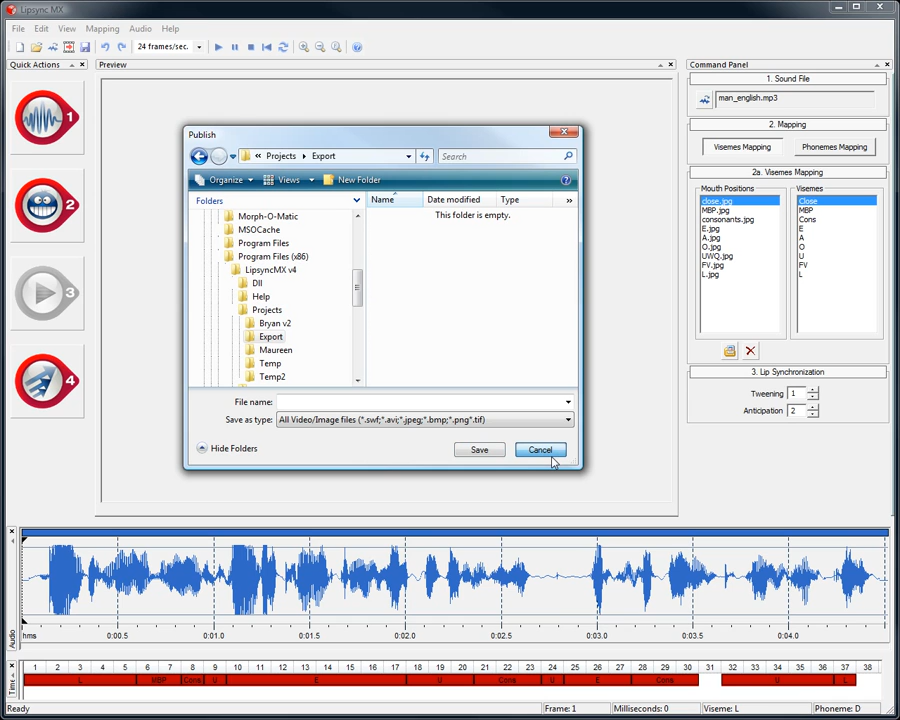 Lipsync MX
File Edit View Mapping Audio Help
24 frames/sec.
Quick Actions
Preview
Command Panel
1
2
3
4
1. Sound File
man_english.mp3
2. Mapping
Visemes Mapping Phonemes Mapping
2a. Visemes Mapping
Mouth Positions Visemes
close.jpg Close
MBP.jpg MBP
consonants.jpg Cons
E.jpg E
A.jpg A
O.jpg O
UWQ.jpg U
FV.jpg FV
L.jpg L
3. Lip Synchronization
Tweening 1
Anticipation 2
Publish
« Projects Export Search
Organize Views New Folder
Folders Name Date modified Type »
This folder is empty.
Morph-O-Matic
MSOCache
Program Files
Program Files (x86)
LipsyncMX v4
Dll
Help
Projects
Bryan v2
Export
Maureen
Temp
Temp2
File name:
Save as type: All Video/Image files (*.swf;*.avi;*.jpeg;*.bmp;*.png*.tif)
Hide Folders Save Cancel
Audio
hms 0:00.5 0:01.0 0:01.5 0:02.0 0:02.5 0:03.0 0:03.5 0:04.0
1 2 3 4 5 6 7 8 9 10 11 12 13 14 15 16 17 18 19 20 21 22 23 24 25 26 27 28 29 30 31 32 33 34 35 36 37 38
L MBP Cons U E U Cons U E Cons U L
Ready Frame: 1 Milliseconds: 0 Viseme: L Phoneme: D